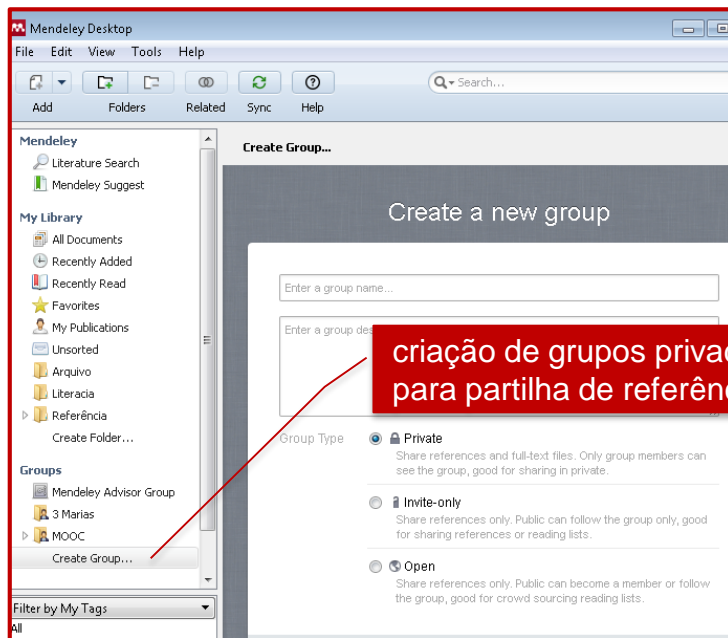 Mendeley Desktop
File Edit View Tools Help
Search...
Add Folders Related Sync Help
Mendeley
Literature Search
Mendeley Suggest
My Library
All Documents
Recently Added
Recently Read
Favorites
My Publications
Unsorted
Arquivo
Literacia
Referência
Create Folder...
Groups
Mendeley Advisor Group
3 Marias
MOOC
Create Group...
Filter by My Tags
All
Create Group...
Create a new group
Enter a group name...
Enter a group
criação de grupos
para partilha de
Group Type
Private
Share references and full-text files. Only group members can
see the group, good for sharing in private.
Invite-only
Share references only. Public can follow the group only, good
for sharing references or reading lists.
Open
Share references only. Public can become a member or follow
the group, good for crowd sourcing reading lists.